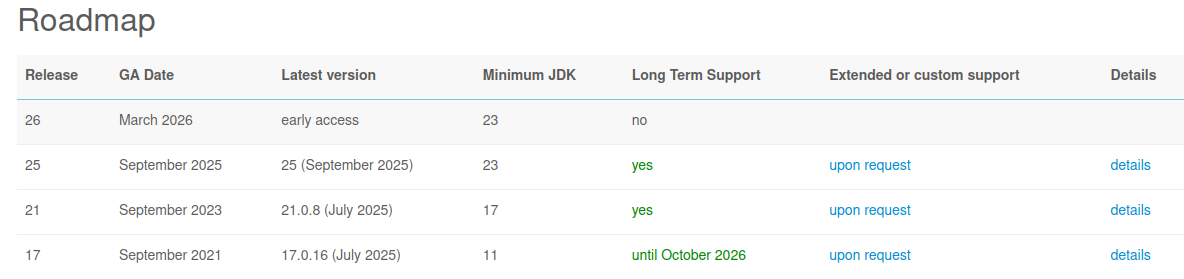 Roadmap
Release GA Date Latest version Minimum JDK Long Term Support Extended or custom support Details
26 March 2026 early access 23 no
25 September 2025 25 (September 2025) 23 yes upon request details
21 September 2023 21.0.8 (July 2025) 17 yes upon request details
17 September 2021 17.0.16 (July 2025) 11 until October 2026 upon request details